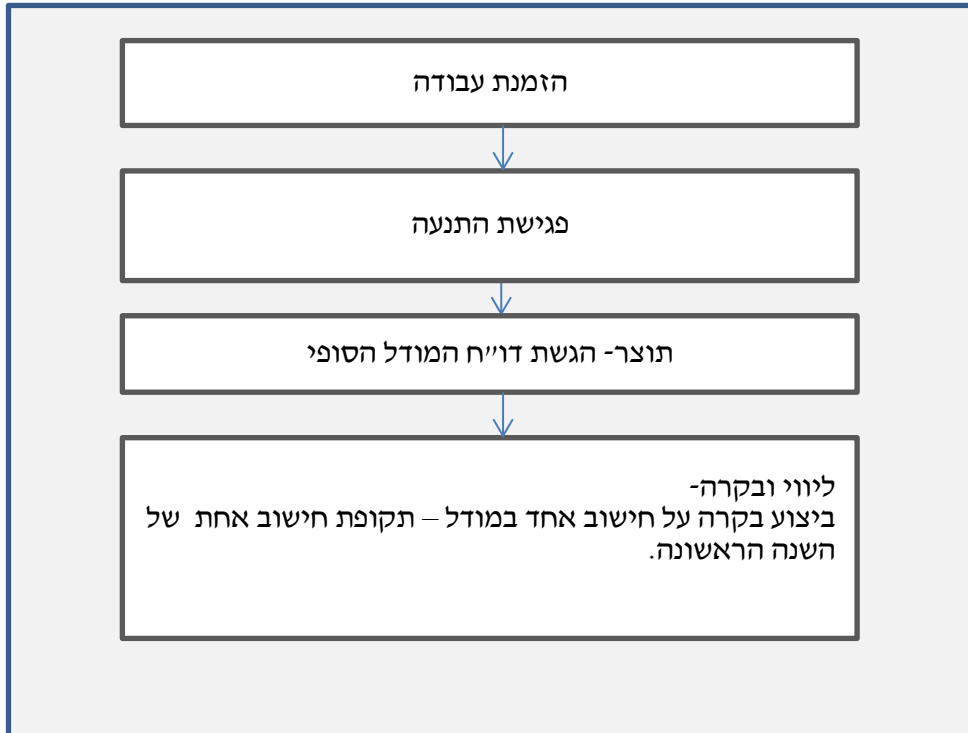 הזמנת עבודה
פגישת התנעה
תוצר- הגשת דו״ח המודל הסופי
ליווי ובקרה-
ביצוע בקרה על חישוב אחד במודל – תקופת חישוב אחת של
השנה הראשונה.